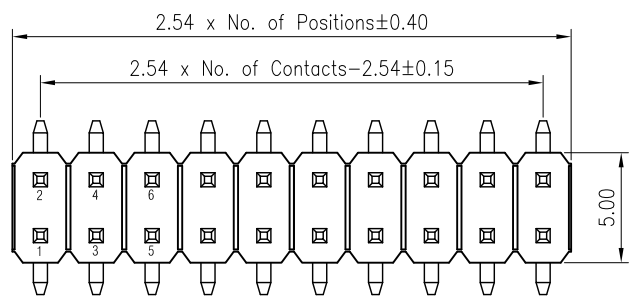 2.54 x No. of Positions±0.40
2.54 x No. of Contacts-2.54±0.15
2 4 6
5.00
1 3 5